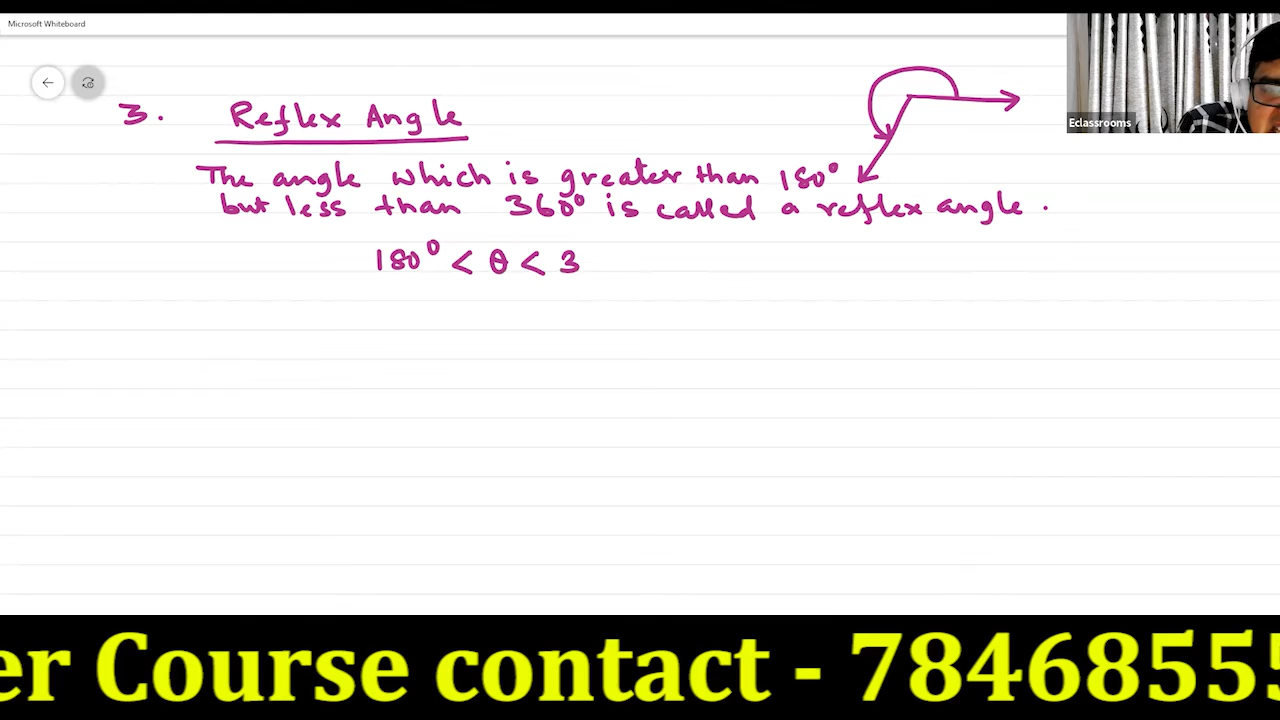 Microsoft Whiteboard
3. Reflex Angle
Eclassrooms
The angle which is greater than 180°
but less than 360° is called a reflex angle.
180° < θ < 3
er Course contact - 78468555